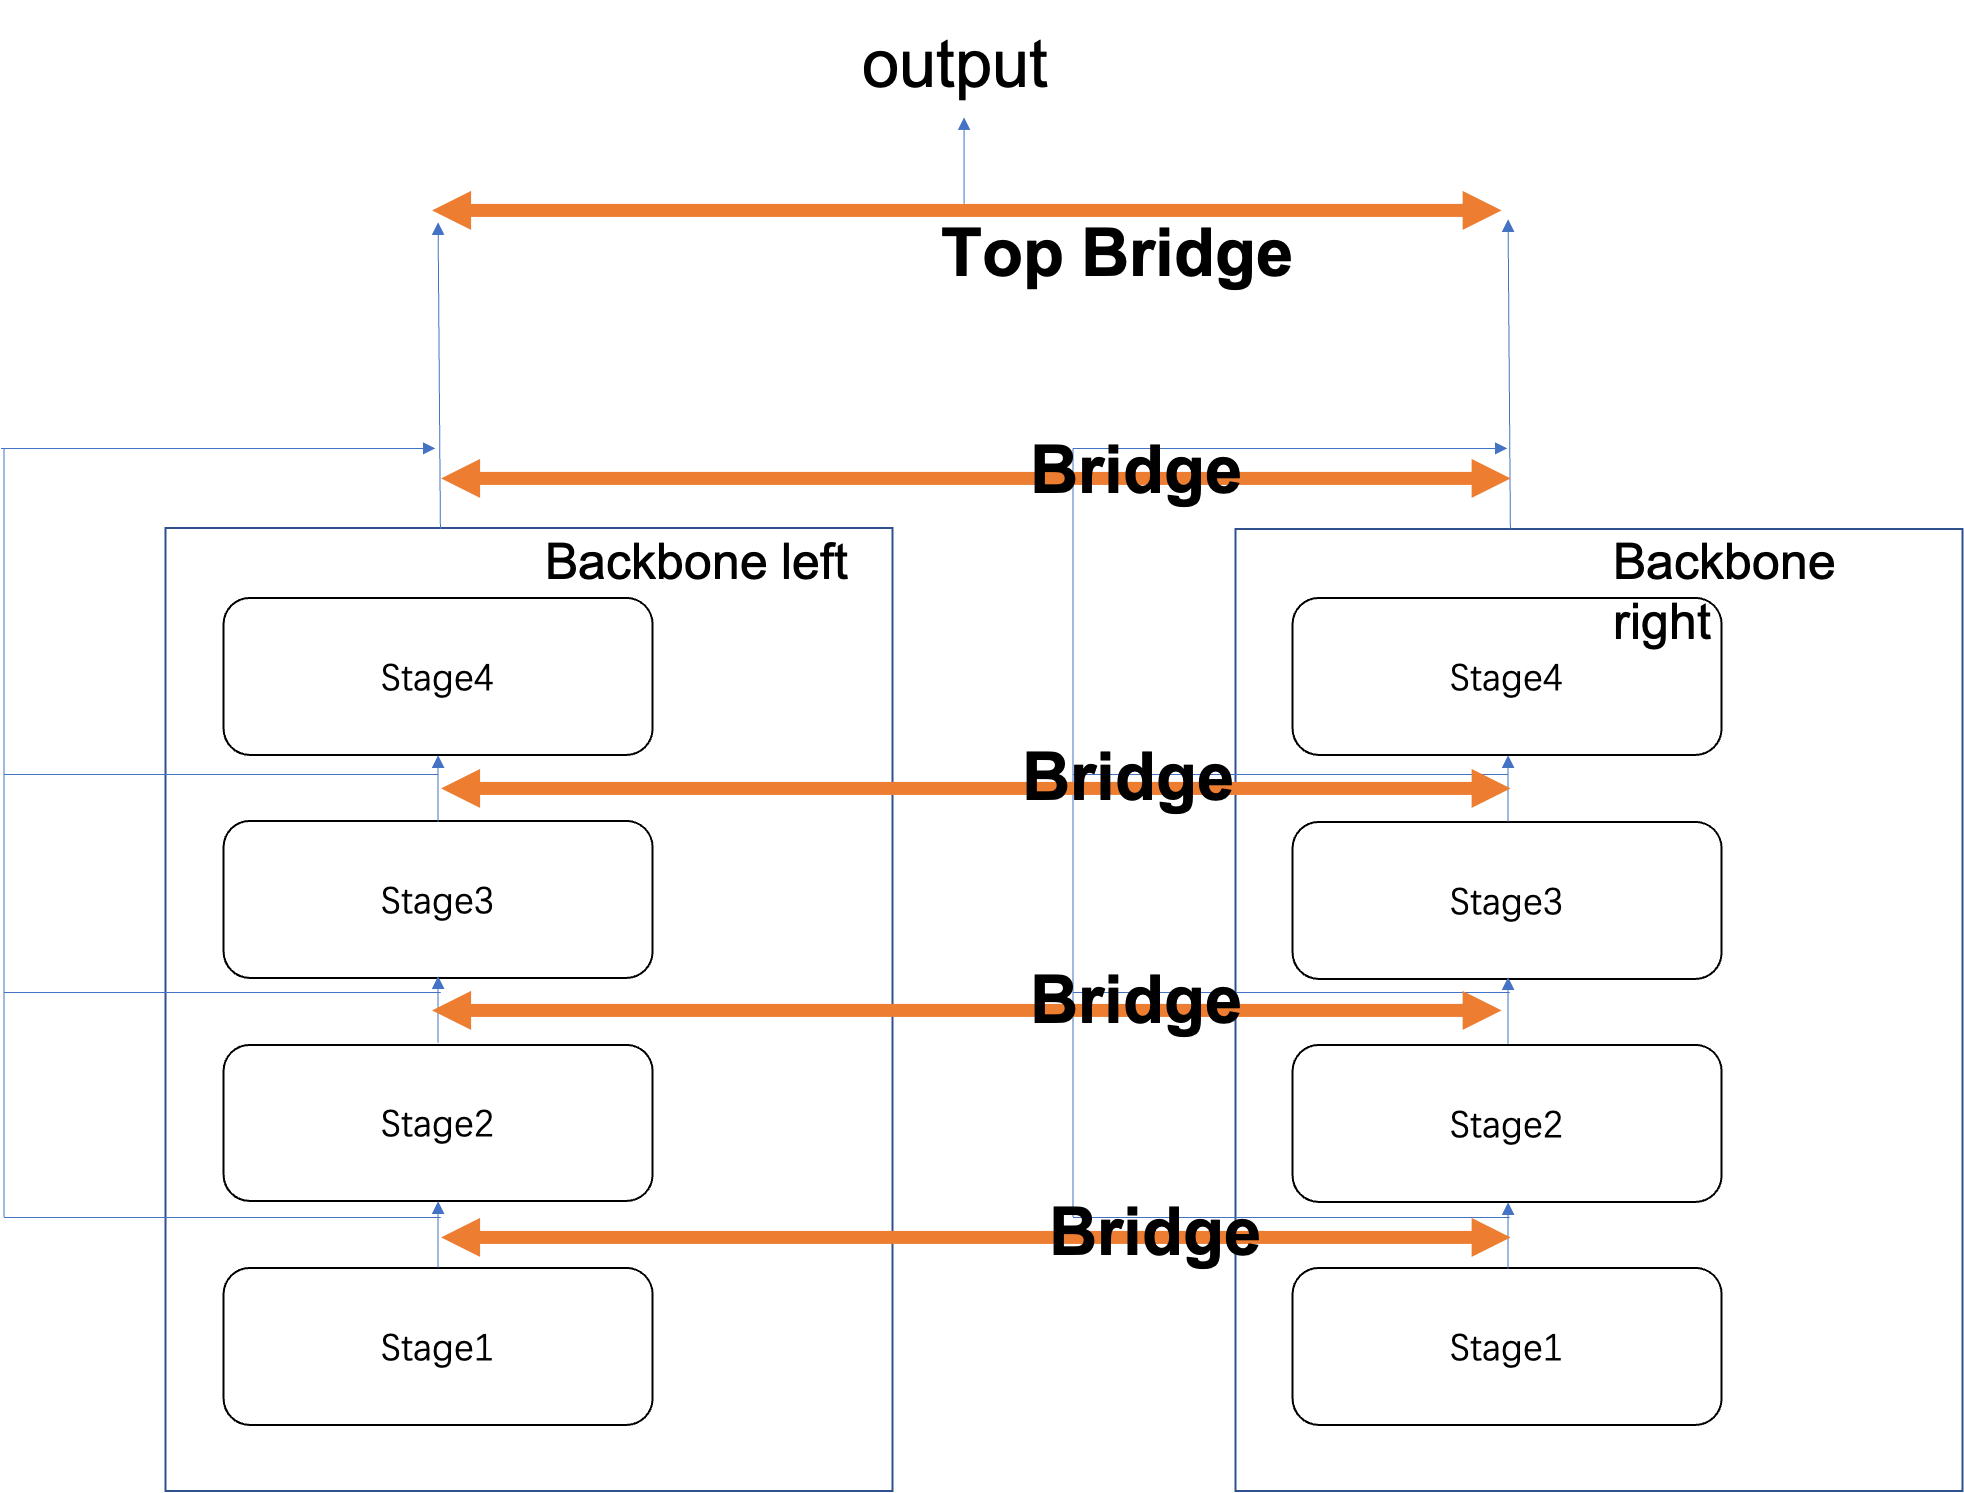 output
Top Bridge
Bridge
Backbone left
Backbone
right
Stage4
Stage4
Bridge
Stage3
Stage3
Bridge
Stage2
Stage2
Bridge
Stage1
Stage1